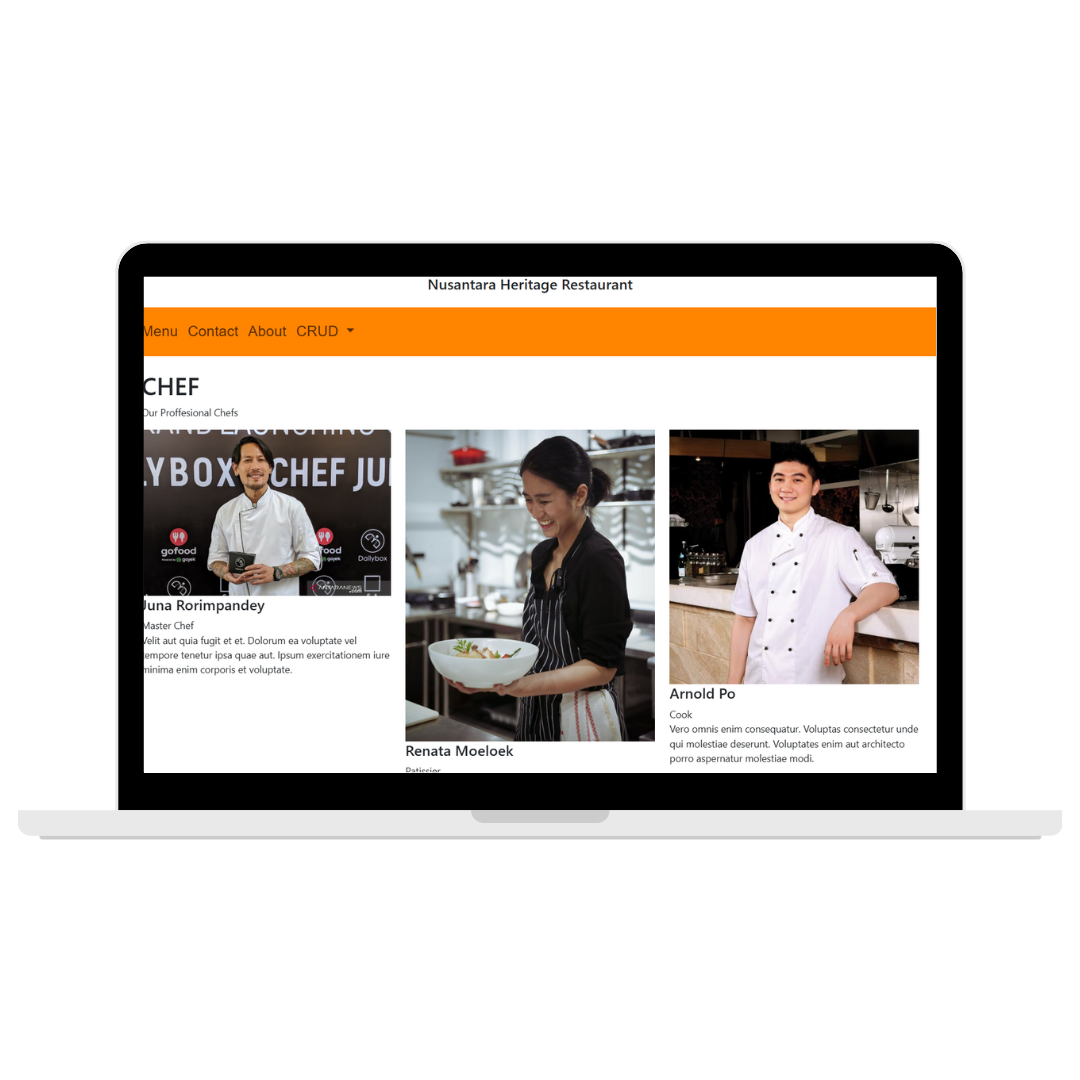 Nusantara Heritage Restaurant
Menu Contact About CRUD
CHEF
Our Proffesional Chefs
CHEF JU
gofood
food
Dailybox
Juna Rorimpandey
Master Chef
Velit aut quia fugit et et. Dolorum ea voluptate vel
tempore tenetur ipsa quae aut. Ipsum exercitationem iure
minima enim corporis et voluptate.
Renata Moeloek
Patissier
Arnold Po
Cook
Vero omnis enim consequatur. Voluptas consectetur unde
qui molestiae deserunt. Voluptates enim aut architecto
porro aspernatur molestiae modi.